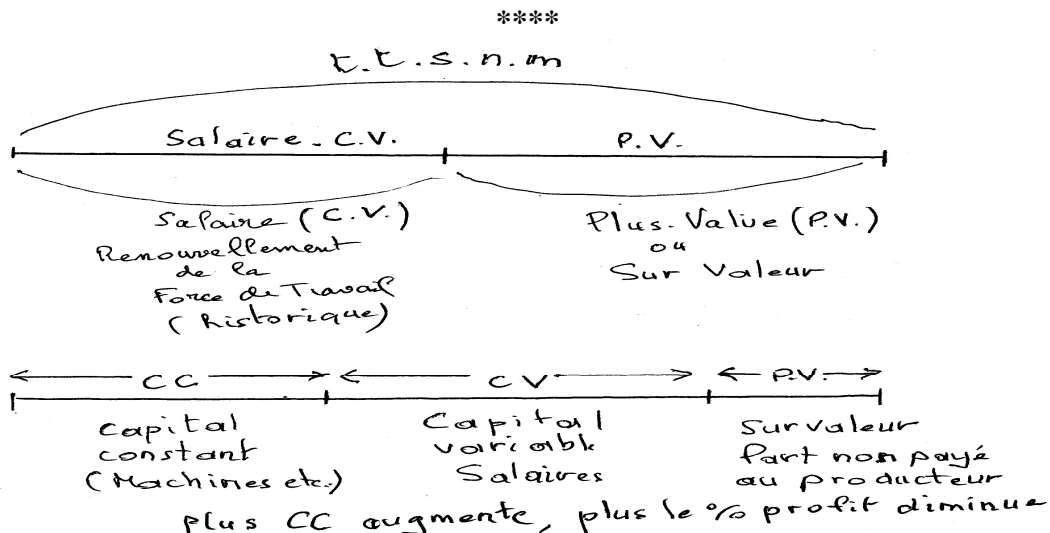 ****
t.t.s.n.m
Salaire - C.V. P.V.
Salaire (C.V.)
Renouvellement
de la
Force de Travail
(historique)
Plus-Value (P.V.)
ou
Sur Valeur
CC CV P.V.
Capital
constant
(Machines etc.)
Capital
variable
Salaires
Survaleur
Part non payé
au producteur
plus CC augmente, plus le % profit diminue